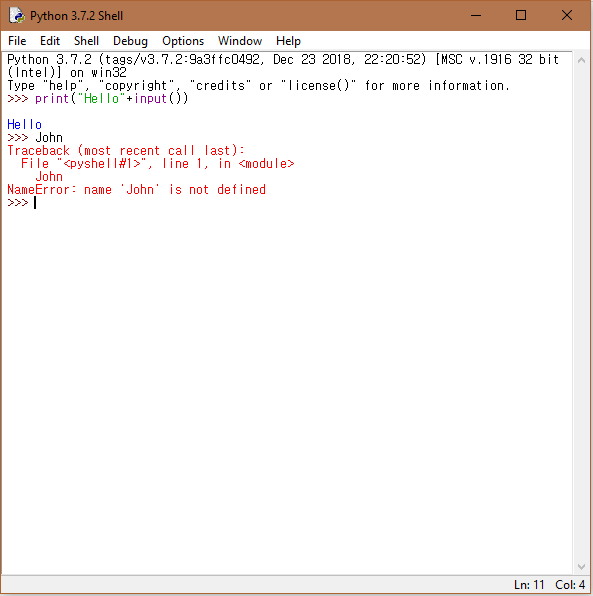 Python 3.7.2 Shell
File Edit Shell Debug Options Window Help
Python 3.7.2 (tags/v3.7.2:9a3ffc0492, Dec 23 2018, 22:20:52) [MSC v.1916 32 bit
(Intel)] on win32
Type "help", "copyright", "credits" or "license()" for more information.
>>> print("Hello"+input())
Hello
>>> John
Traceback (most recent call last):
  File "<pyshell#1>", line 1, in <module>
    John
NameError: name 'John' is not defined
>>>
Ln: 11 Col: 4